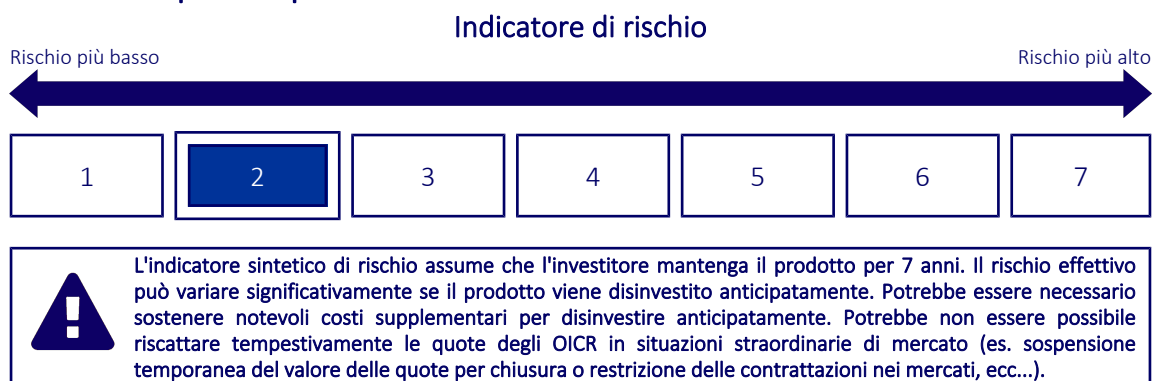 Indicatore di rischio
Rischio più basso
Rischio più alto
1 2 3 4 5 6 7
L'indicatore sintetico di rischio assume che l'investitore mantenga il prodotto per 7 anni. Il rischio effettivo
può variare significativamente se il prodotto viene disinvestito anticipatamente. Potrebbe essere necessario
sostenere notevoli costi supplementari per disinvestire anticipatamente. Potrebbe non essere possibile
riscattare tempestivamente le quote degli OICR in situazioni straordinarie di mercato (es. sospensione
temporanea del valore delle quote per chiusura o restrizione delle contrattazioni nei mercati, ecc...).